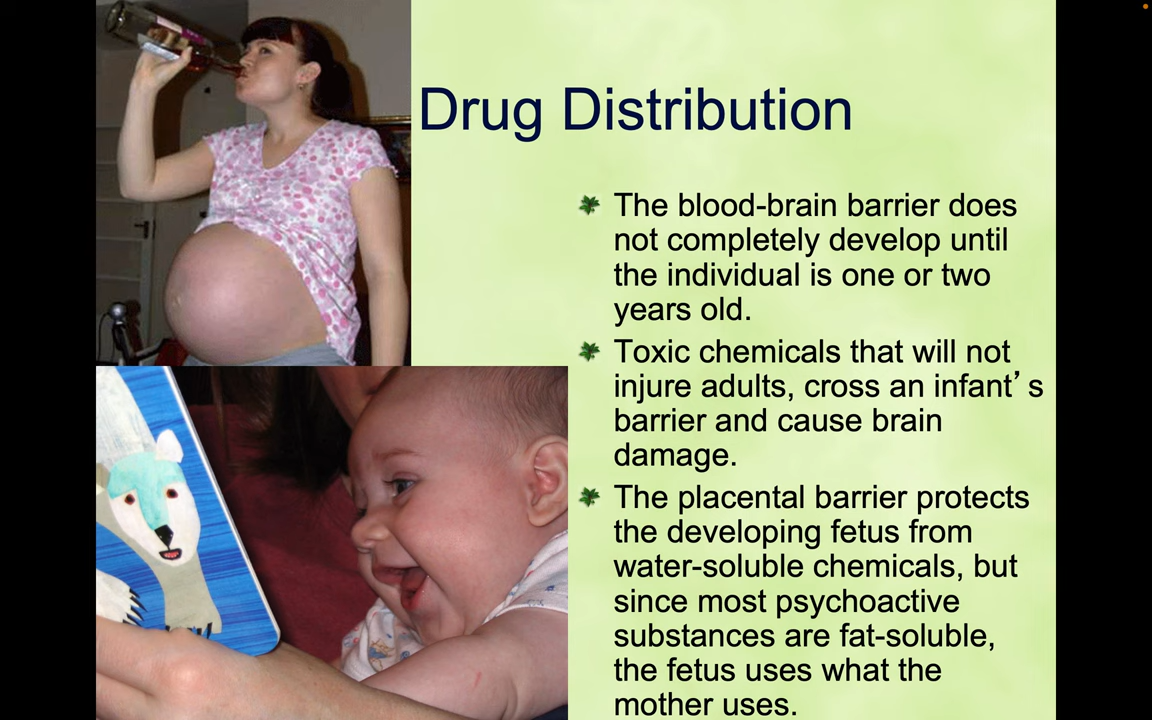 Drug Distribution
The blood-brain barrier does
not completely develop until
the individual is one or two
years old.
Toxic chemicals that will not
injure adults, cross an infant’s
barrier and cause brain
damage.
The placental barrier protects
the developing fetus from
water-soluble chemicals, but
since most psychoactive
substances are fat-soluble,
the fetus uses what the
mother uses.